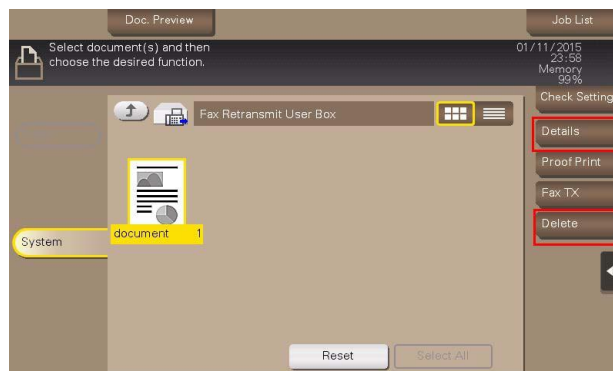 Doc. Preview
Job List
Select document(s) and then
choose the desired function.
01/11/2015
23:58
Memory
99%
Fax Retransmit User Box
Check Setting
Details
Proof Print
Fax TX
Delete
System
document 1
Reset
Select All